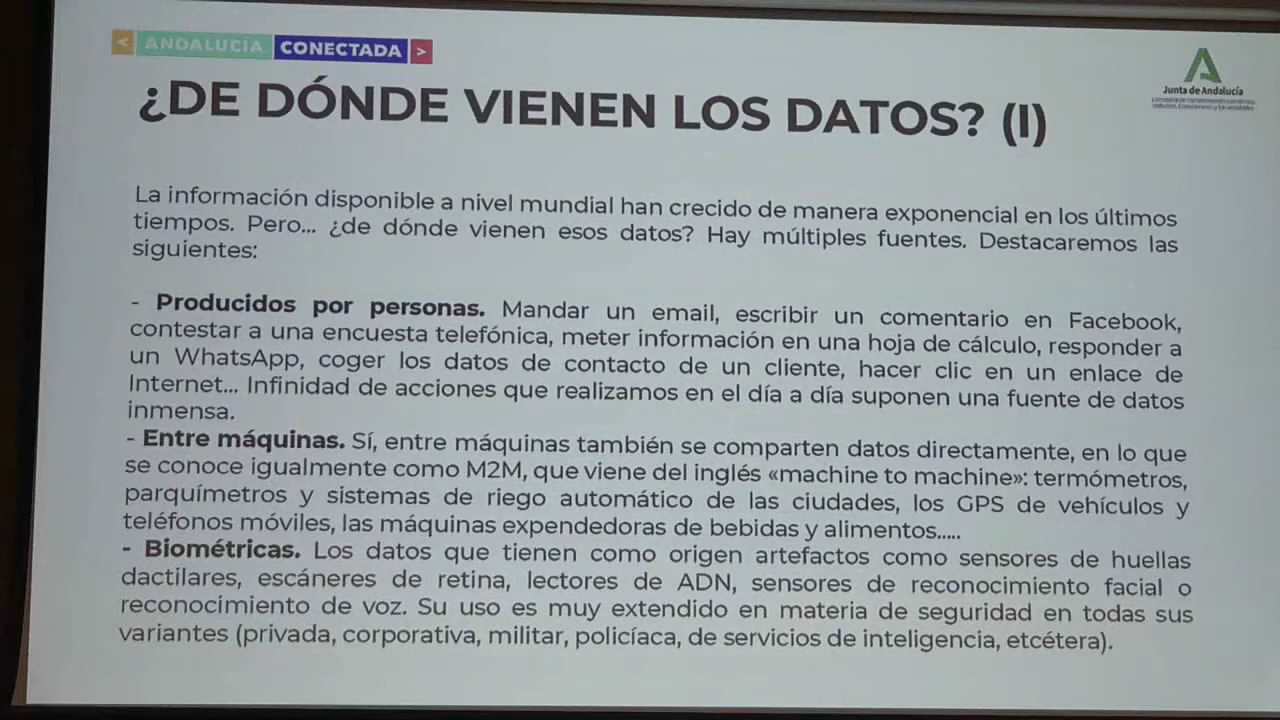 < ANDALUCÍA CONECTADA >
Junta de Andalucía
¿DE DÓNDE VIENEN LOS DATOS? (I)
La información disponible a nivel mundial han crecido de manera exponencial en los últimos
tiempos. Pero... ¿de dónde vienen esos datos? Hay múltiples fuentes. Destacaremos las
siguientes:
- Producidos por personas. Mandar un email, escribir un comentario en Facebook,
contestar a una encuesta telefónica, meter información en una hoja de cálculo, responder a
un WhatsApp, coger los datos de contacto de un cliente, hacer clic en un enlace de
Internet... Infinidad de acciones que realizamos en el día a día suponen una fuente de datos
inmensa.
- Entre máquinas. Sí, entre máquinas también se comparten datos directamente, en lo que
se conoce igualmente como M2M, que viene del inglés «machine to machine»: termómetros,
parquímetros y sistemas de riego automático de las ciudades, los GPS de vehículos y
teléfonos móviles, las máquinas expendedoras de bebidas y alimentos.....
- Biométricas. Los datos que tienen como origen artefactos como sensores de huellas
dactilares, escáneres de retina, lectores de ADN, sensores de reconocimiento facial o
reconocimiento de voz. Su uso es muy extendido en materia de seguridad en todas sus
variantes (privada, corporativa, militar, policíaca, de servicios de inteligencia, etcétera).